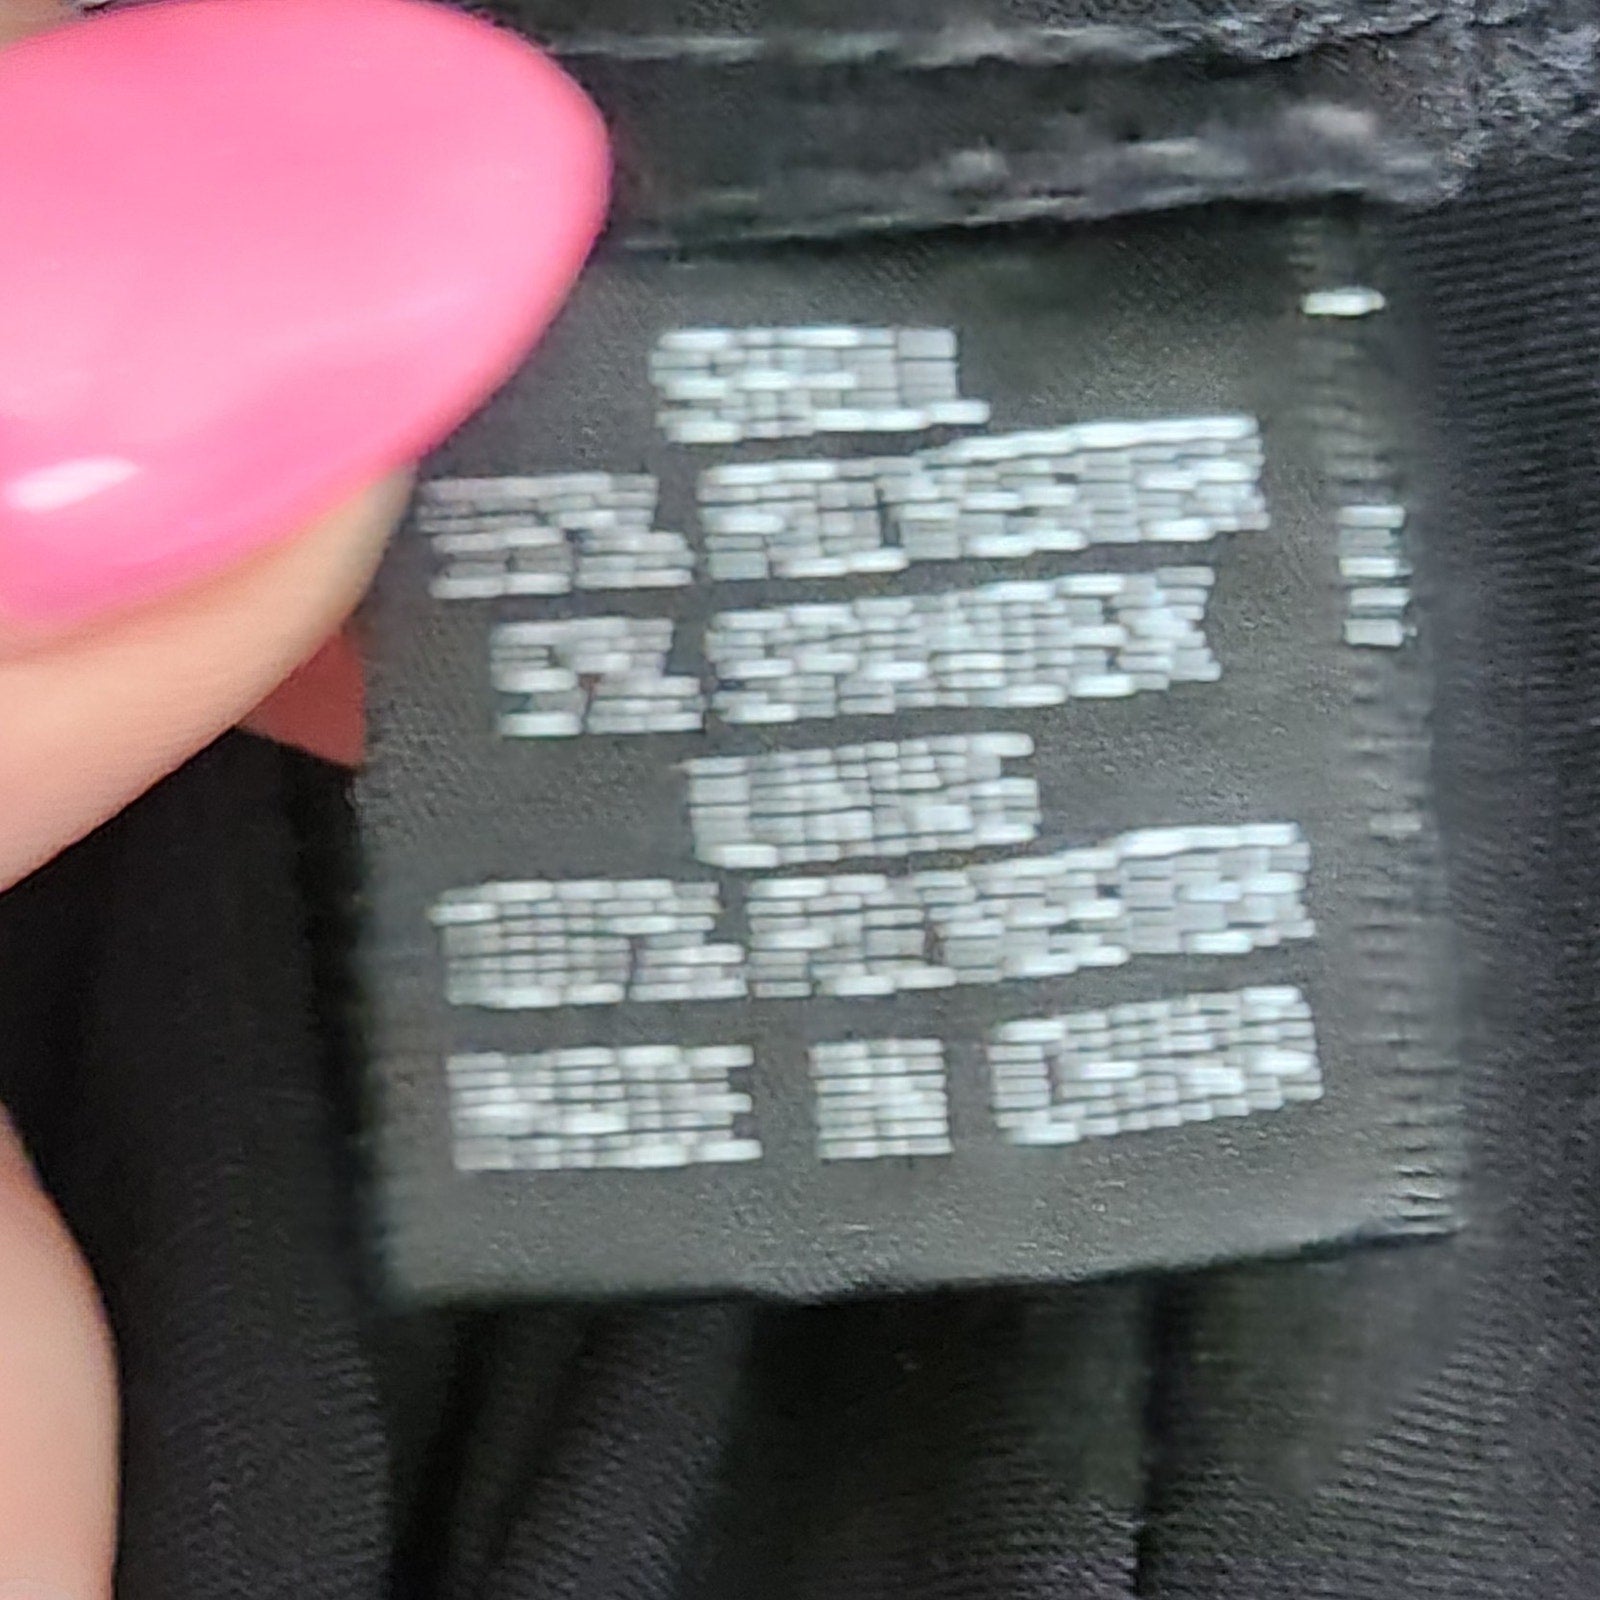 SHELL
95% POLYESTER
5% SPANDEX
LINING
100% POLYESTER
MADE IN CHINA